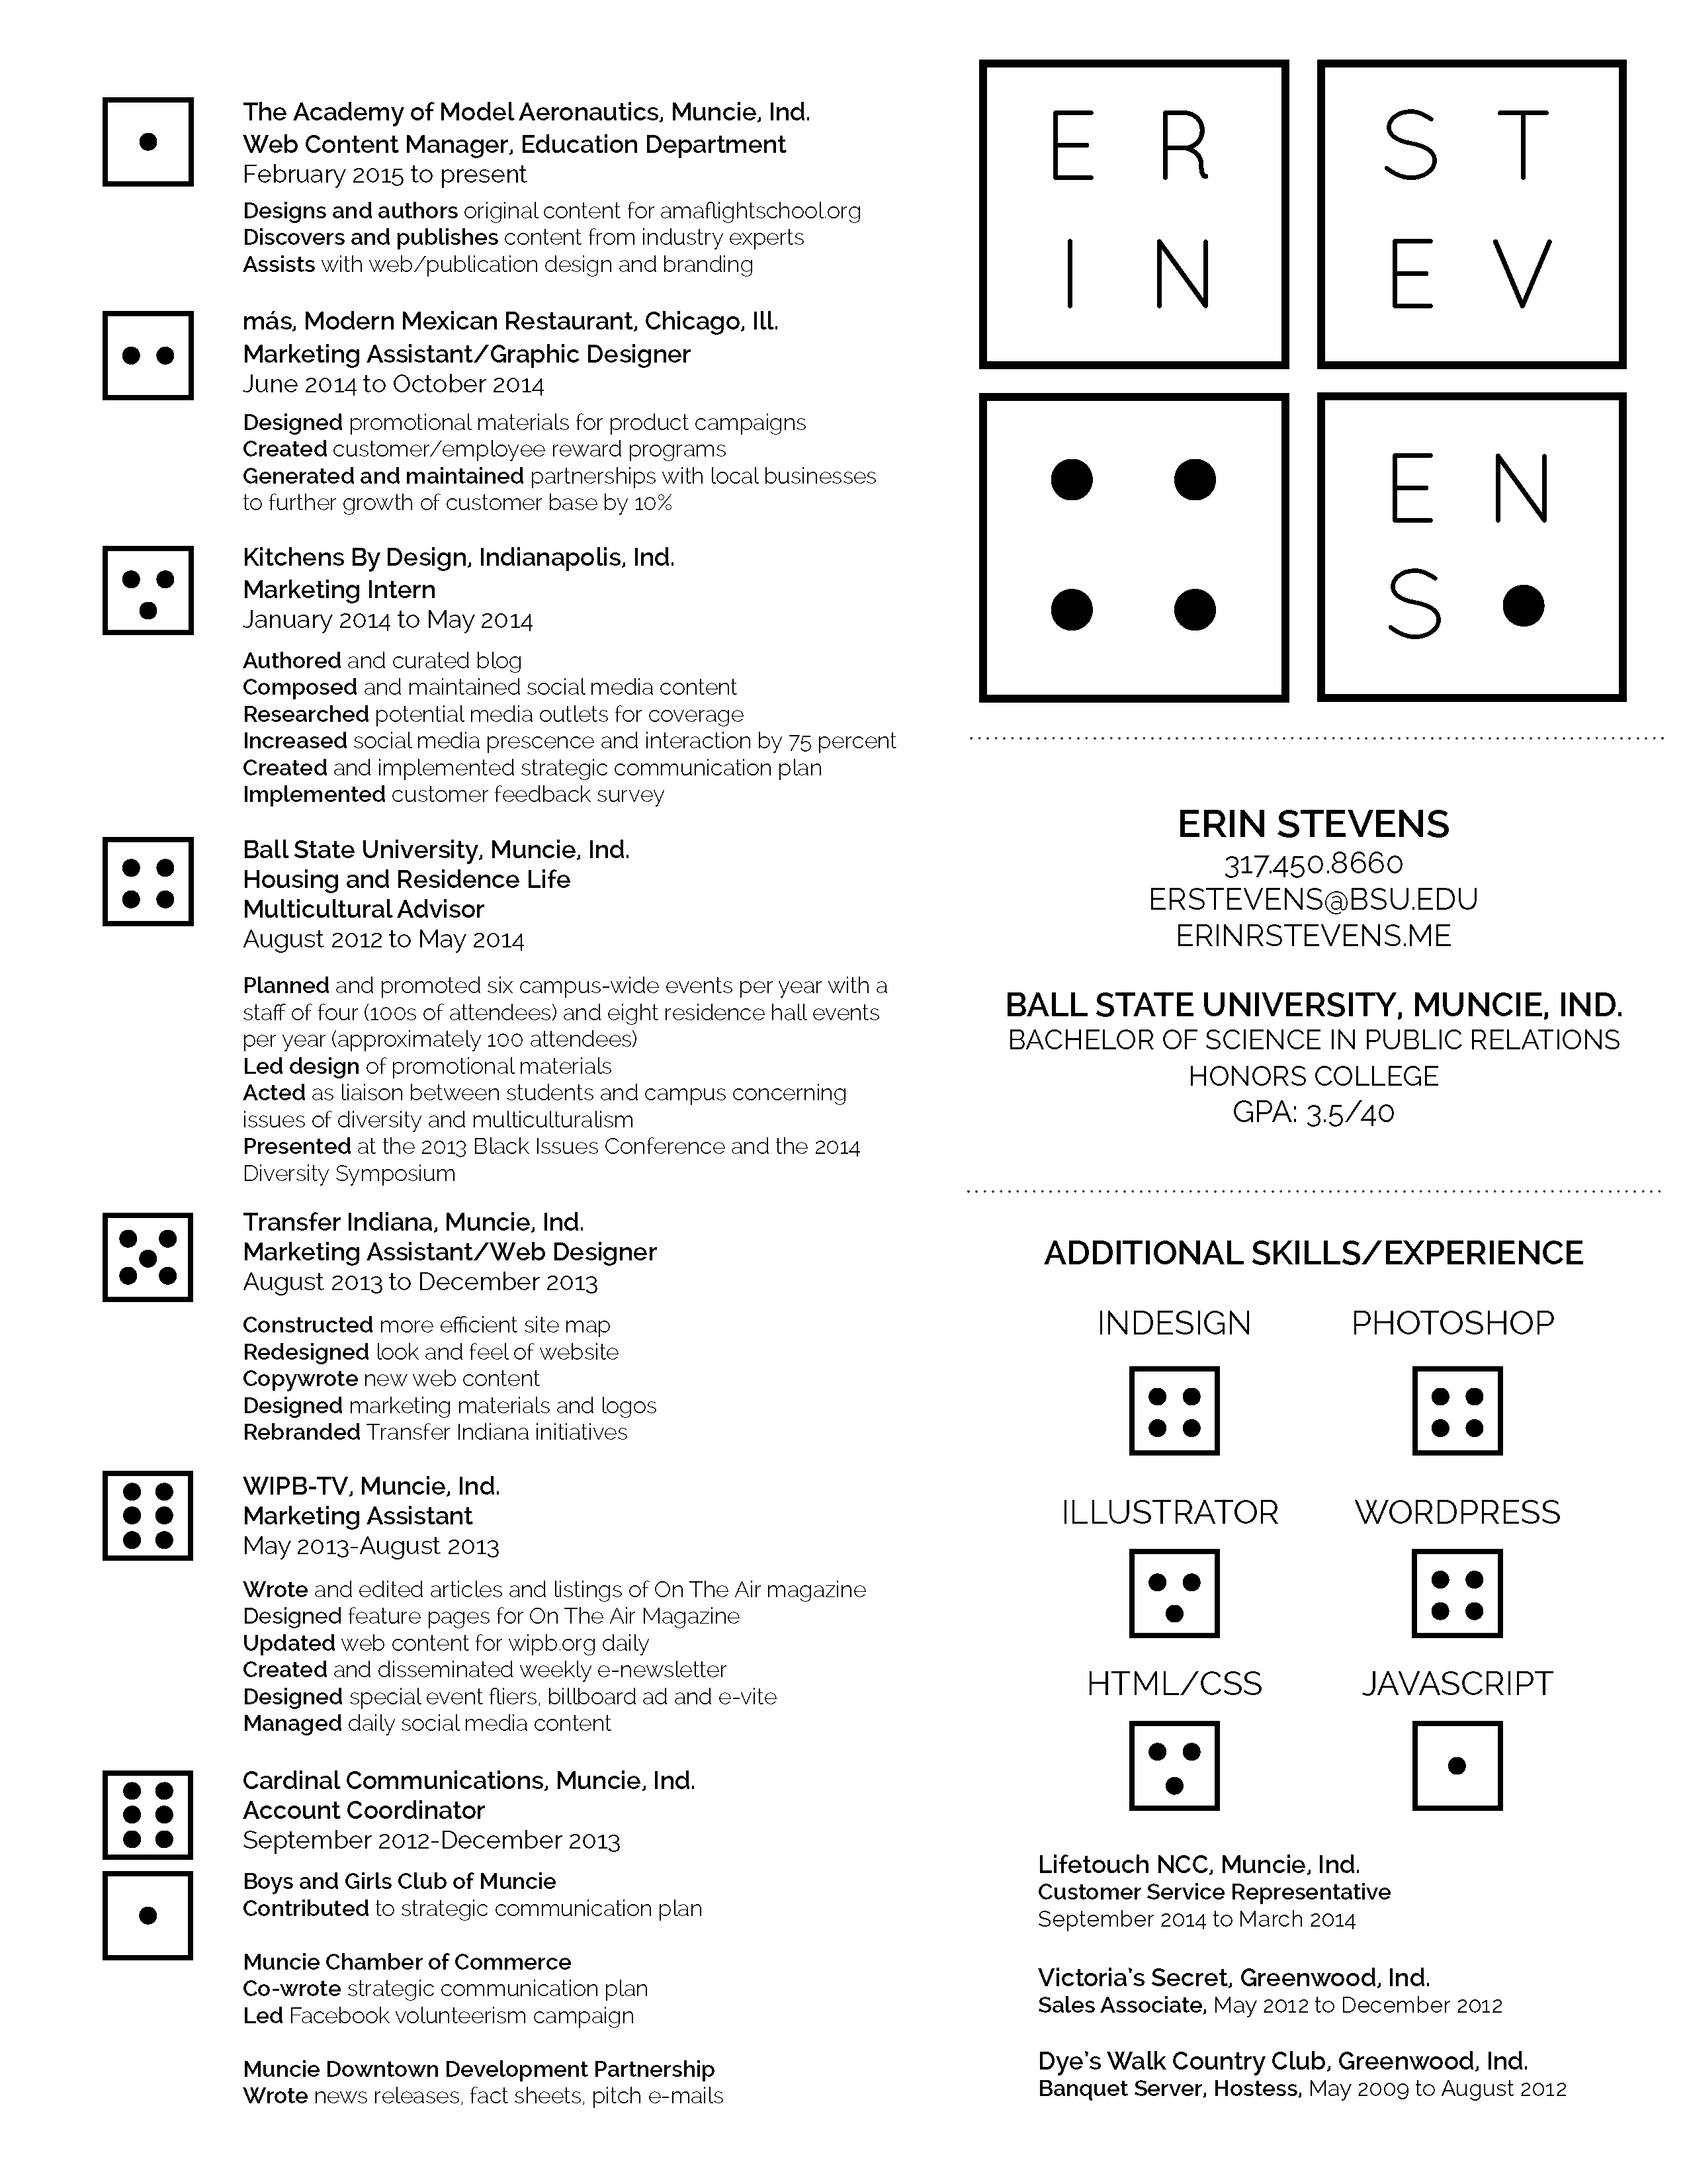 The Academy of Model Aeronautics, Muncie, Ind.
Web Content Manager, Education Department
February 2015 to present
Designs and authors original content for amaflightschool.org
Discovers and publishes content from industry experts
Assists with web/publication design and branding
más, Modern Mexican Restaurant, Chicago, Ill.
Marketing Assistant/Graphic Designer
June 2014 to October 2014
Designed promotional materials for product campaigns
Created customer/employee reward programs
Generated and maintained partnerships with local businesses
to further growth of customer base by 10%
Kitchens By Design, Indianapolis, Ind.
Marketing Intern
January 2014 to May 2014
Authored and curated blog
Composed and maintained social media content
Researched potential media outlets for coverage
Increased social media prescence and interaction by 75 percent
Created and implemented strategic communication plan
Implemented customer feedback survey
Ball State University, Muncie, Ind.
Housing and Residence Life
Multicultural Advisor
August 2012 to May 2014
Planned and promoted six campus-wide events per year with a
staff of four (100s of attendees) and eight residence hall events
per year (approximately 100 attendees)
Led design of promotional materials
Acted as liaison between students and campus concerning
issues of diversity and multiculturalism
Presented at the 2013 Black Issues Conference and the 2014
Diversity Symposium
Transfer Indiana, Muncie, Ind.
Marketing Assistant/Web Designer
August 2013 to December 2013
Constructed more efficient site map
Redesigned look and feel of website
Copywrote new web content
Designed marketing materials and logos
Rebranded Transfer Indiana initiatives
WIPB-TV, Muncie, Ind.
Marketing Assistant
May 2013-August 2013
Wrote and edited articles and listings of On The Air magazine
Designed feature pages for On The Air Magazine
Updated web content for wipb.org daily
Created and disseminated weekly e-newsletter
Designed special event fliers, billboard ad and e-vite
Managed daily social media content
Cardinal Communications, Muncie, Ind.
Account Coordinator
September 2012-December 2013
Boys and Girls Club of Muncie
Contributed to strategic communication plan
Muncie Chamber of Commerce
Co-wrote strategic communication plan
Led Facebook volunteerism campaign
Muncie Downtown Development Partnership
Wrote news releases, fact sheets, pitch e-mails
E R
I N
S T
E V
E N
S
ERIN STEVENS
317.450.8660
ERSTEVENS@BSU.EDU
ERINRSTEVENS.ME
BALL STATE UNIVERSITY, MUNCIE, IND.
BACHELOR OF SCIENCE IN PUBLIC RELATIONS
HONORS COLLEGE
GPA: 3.5/40
ADDITIONAL SKILLS/EXPERIENCE
INDESIGN PHOTOSHOP
ILLUSTRATOR WORDPRESS
HTML/CSS JAVASCRIPT
Lifetouch NCC, Muncie, Ind.
Customer Service Representative
September 2014 to March 2014
Victoria's Secret, Greenwood, Ind.
Sales Associate, May 2012 to December 2012
Dye's Walk Country Club, Greenwood, Ind.
Banquet Server, Hostess, May 2009 to August 2012